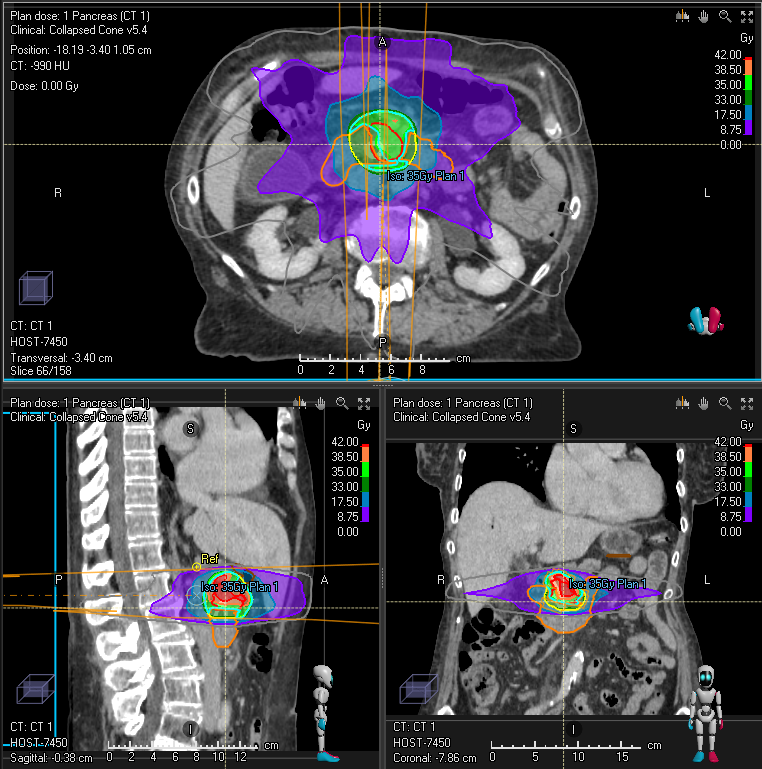 Plan dose: 1 Pancreas (CT 1)
Clinical: Collapsed Cone v5.4
Position: -18.19 -3.40 1.05 cm
CT: -990 HU
Dose: 0.00 Gy
A
Gy
42.00
38.50
35.00
33.00
17.50
8.75
0.00
Iso: 35Gy Plan 1
R
L
CT: CT 1
HOST-7450
Transversal: -3.40 cm
Slice 66/158
P
0 2 4 6 8 cm
Plan dose: 1 Pancreas (CT 1)
Clinical: Collapsed Cone v5.4
S
Gy
42.00
38.50
35.00
33.00
17.50
8.75
0.00
Ref
P
A
Iso: 35Gy Plan 1
I
CT: CT 1
HOST-7450
Sagittal: -0.38 cm
0 2 4 6 8 10 12 cm
Plan dose: 1 Pancreas (CT 1)
Clinical: Collapsed Cone v5.4
S
Gy
42.00
38.50
35.00
33.00
17.50
8.75
0.00
R
L
Iso: 35Gy Plan 1
I
CT: CT 1
HOST-7450
Coronal: -7.86 cm
0 5 10 15 cm